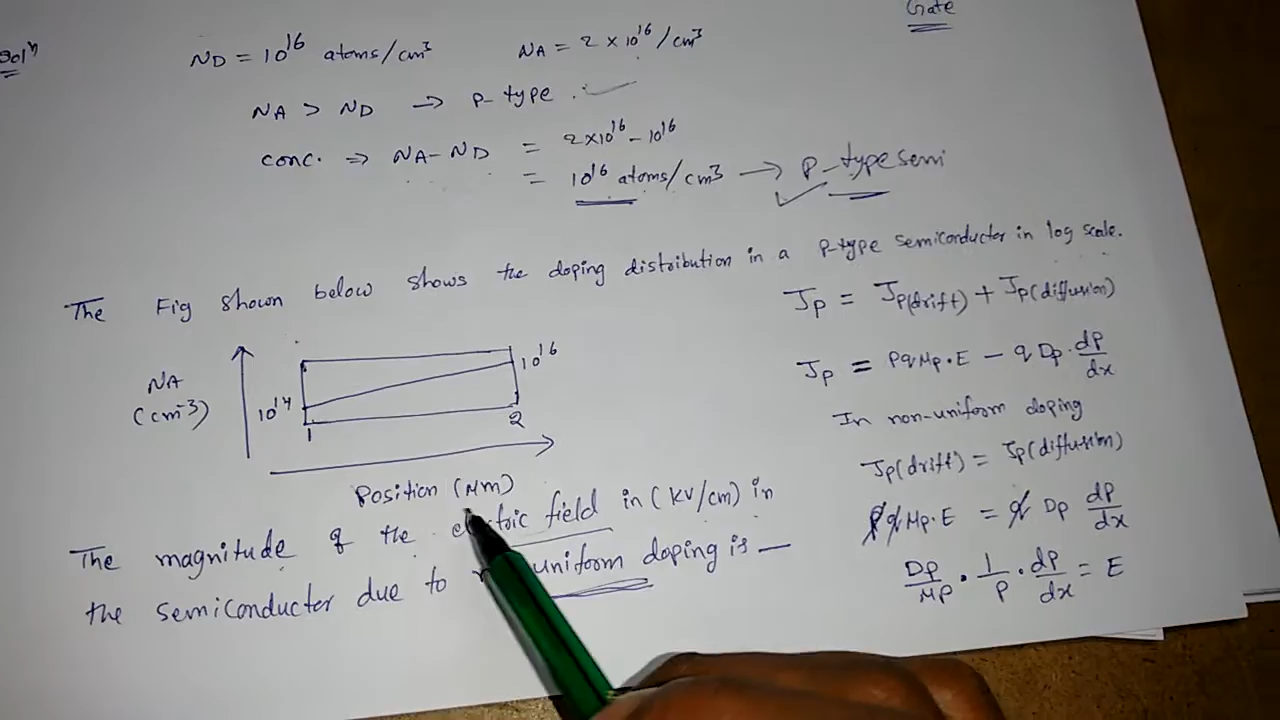 Sol^n
Gate
ND = 10^16 atoms/cm^3 NA = 2 × 10^16 /cm^3
NA > ND → P-type .
conc. ⇒ NA-ND = 2×10^16 - 10^16
= 10^16 atoms/cm^3 → P-type semi
The Fig shown below shows the doping distribution in a P-type semiconductor in log scale.
NA
(cm^-3)
10^14
10^16
1
2
Position (μm)
The magnitude of the electric field in (KV/cm) in
the semiconductor due to uniform doping is —
Jp = Jp(drift) + Jp(diffusion)
Jp = PqμP.E - qDp.dp/dx
In non-uniform doping
Jp(drift) = Jp(diffusion)
PqμP.E = q Dp dp/dx
Dp/μP . 1/P . dp/dx = E